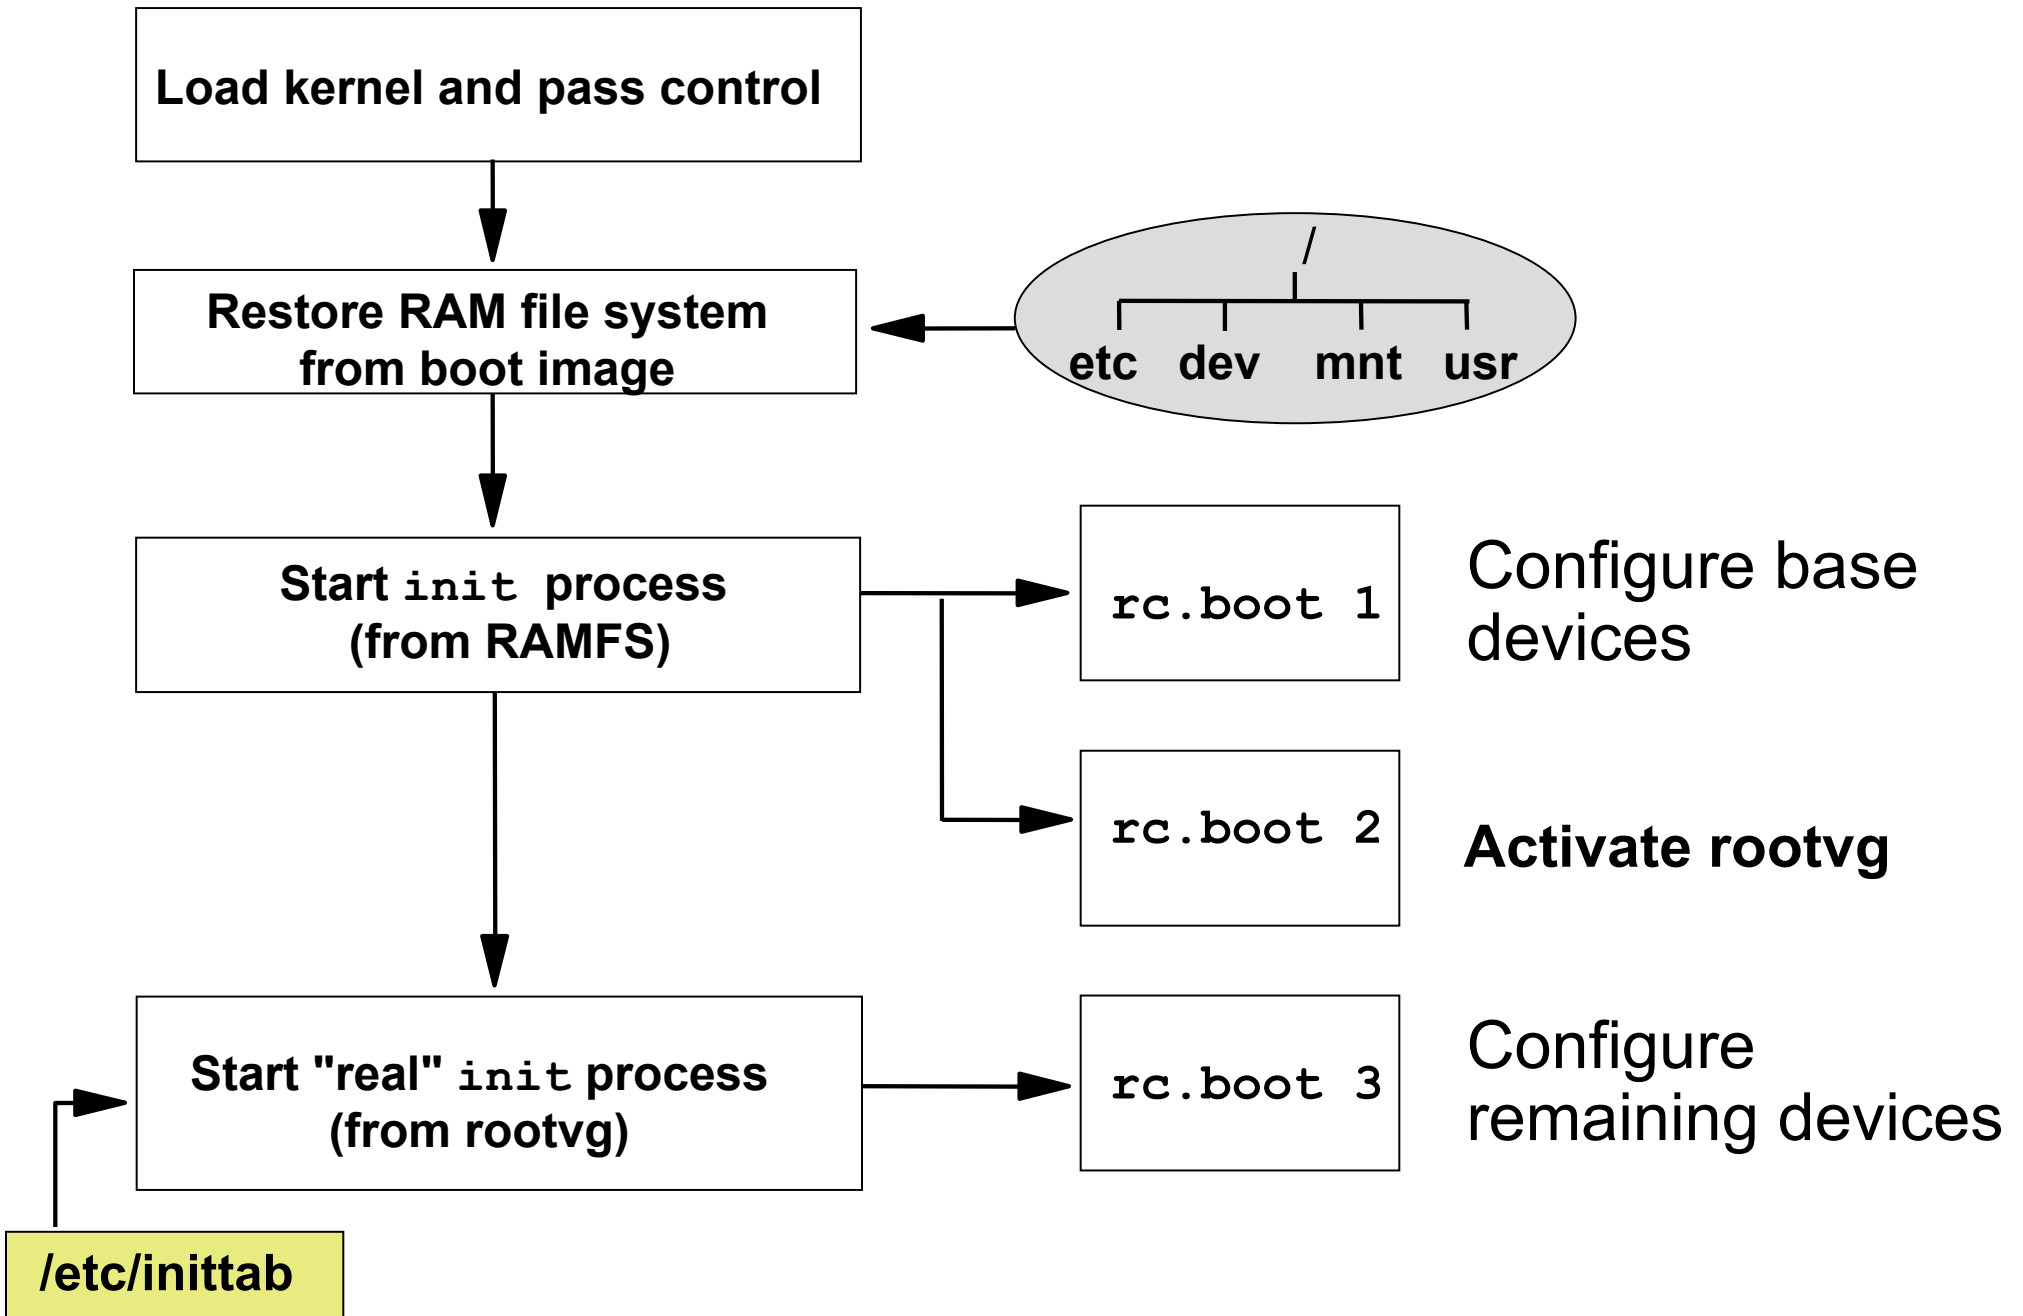 Load kernel and pass control
/
Restore RAM file system
from boot image
etc dev mnt usr
Start init process
(from RAMFS)
rc.boot 1
Configure base
devices
rc.boot 2
Activate rootvg
Start "real" init process
(from rootvg)
rc.boot 3
Configure
remaining devices
/etc/inittab